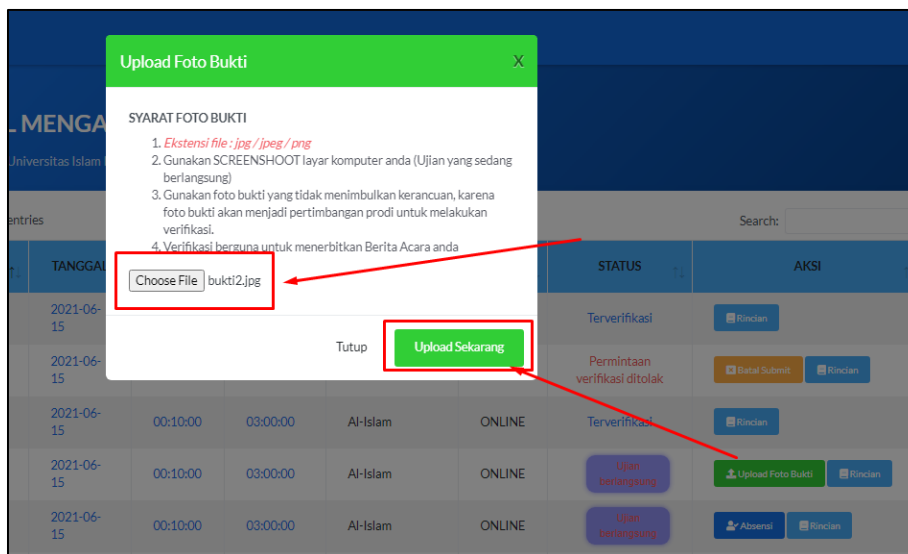 Upload Foto Bukti X
L MENGA
Universitas Islam
SYARAT FOTO BUKTI
1. Ekstensi file : jpg / jpeg / png
2. Gunakan SCREENSHOOT layar komputer anda (Ujian yang sedang
berlangsung)
3. Gunakan foto bukti yang tidak menimbulkan kerancuan, karena
foto bukti akan menjadi pertimbangan prodi untuk melakukan
verifikasi.
4. Verifikasi berguna untuk menerbitkan Berita Acara anda
Choose File bukti2.jpg
Tutup Upload Sekarang
entries Search:
TANGGAL STATUS AKSI
2021-06-
15 Terverifikasi Rincian
2021-06-
15 Permintaan
verifikasi ditolak Batal Submit Rincian
2021-06-
15 00:10:00 03:00:00 Al-Islam ONLINE Terverifikasi Rincian
2021-06-
15 00:10:00 03:00:00 Al-Islam ONLINE Ujian
berlangsung Upload Foto Bukti Rincian
2021-06-
15 00:10:00 03:00:00 Al-Islam ONLINE Ujian
berlangsung Absensi Rincian